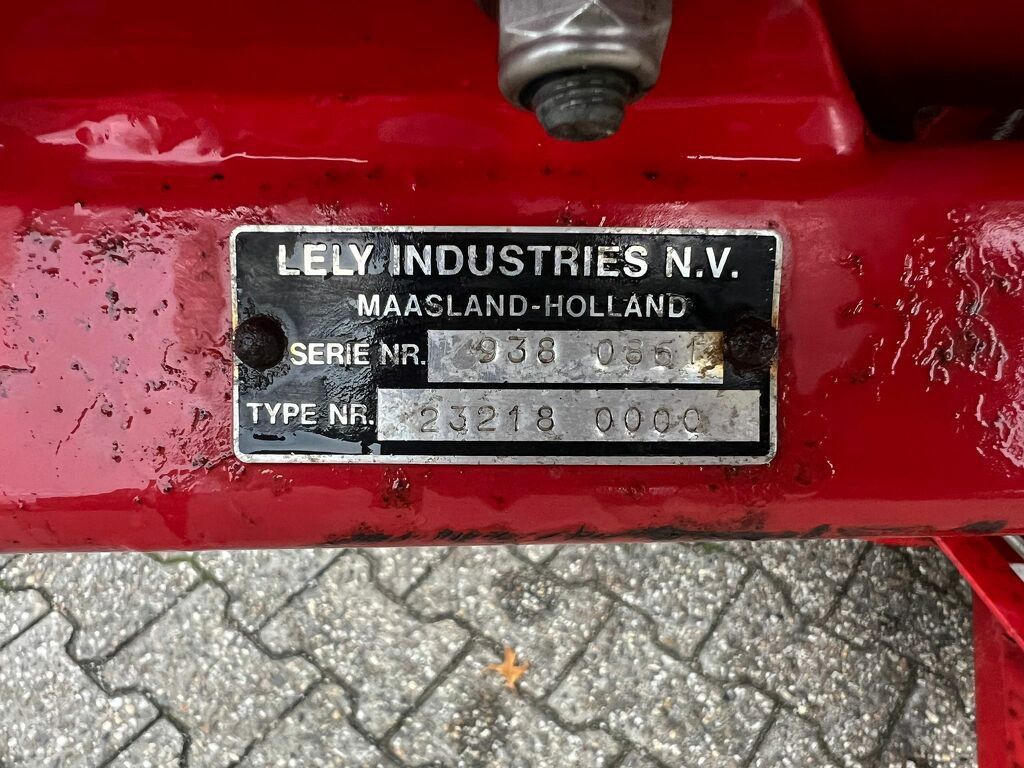 LELY INDUSTRIES N.V.
MAASLAND-HOLLAND
SERIE NR. 938 0861
TYPE NR. 23218 0000